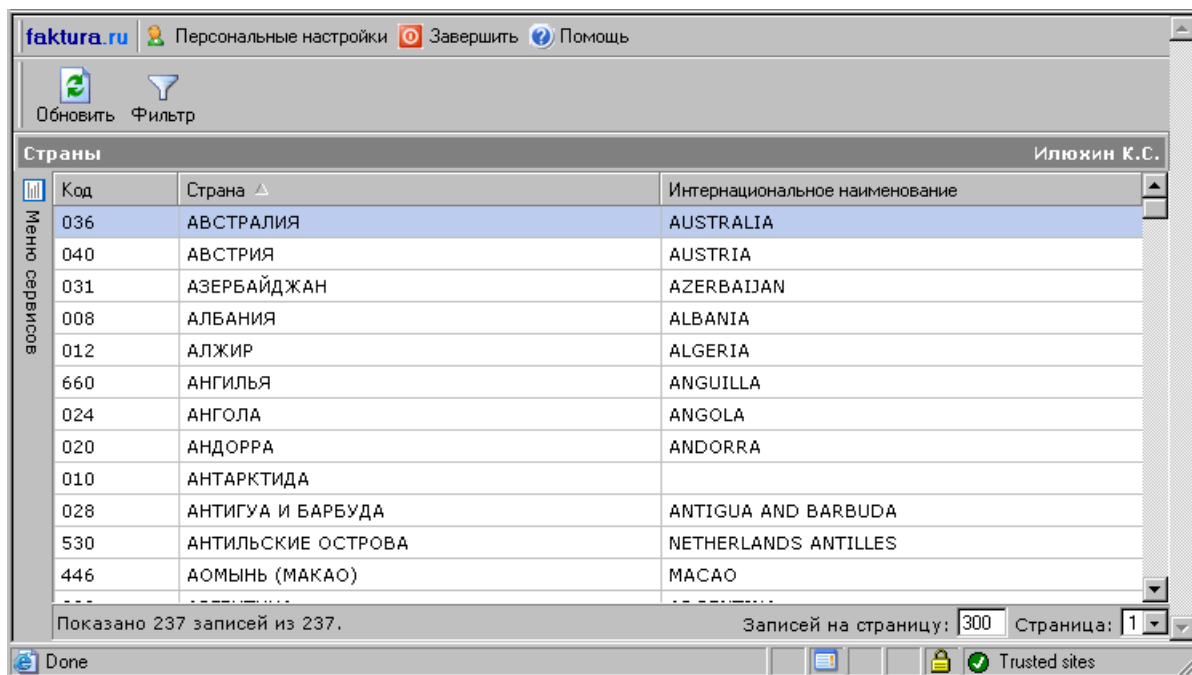 faktura.ru Персональные настройки Завершить Помощь
Обновить Фильтр
Страны Илюхин К.С.
Меню сервисов
Код Страна Интернациональное наименование
036 АВСТРАЛИЯ AUSTRALIA
040 АВСТРИЯ AUSTRIA
031 АЗЕРБАЙДЖАН AZERBAIJAN
008 АЛБАНИЯ ALBANIA
012 АЛЖИР ALGERIA
660 АНГИЛЬЯ ANGUILLA
024 АНГОЛА ANGOLA
020 АНДОРРА ANDORRA
010 АНТАРКТИДА
028 АНТИГУА И БАРБУДА ANTIGUA AND BARBUDA
530 АНТИЛЬСКИЕ ОСТРОВА NETHERLANDS ANTILLES
446 АОМЫНЬ (МАКАО) MACAO
Показано 237 записей из 237. Записей на страницу: 300 Страница: 1
Done Trusted sites